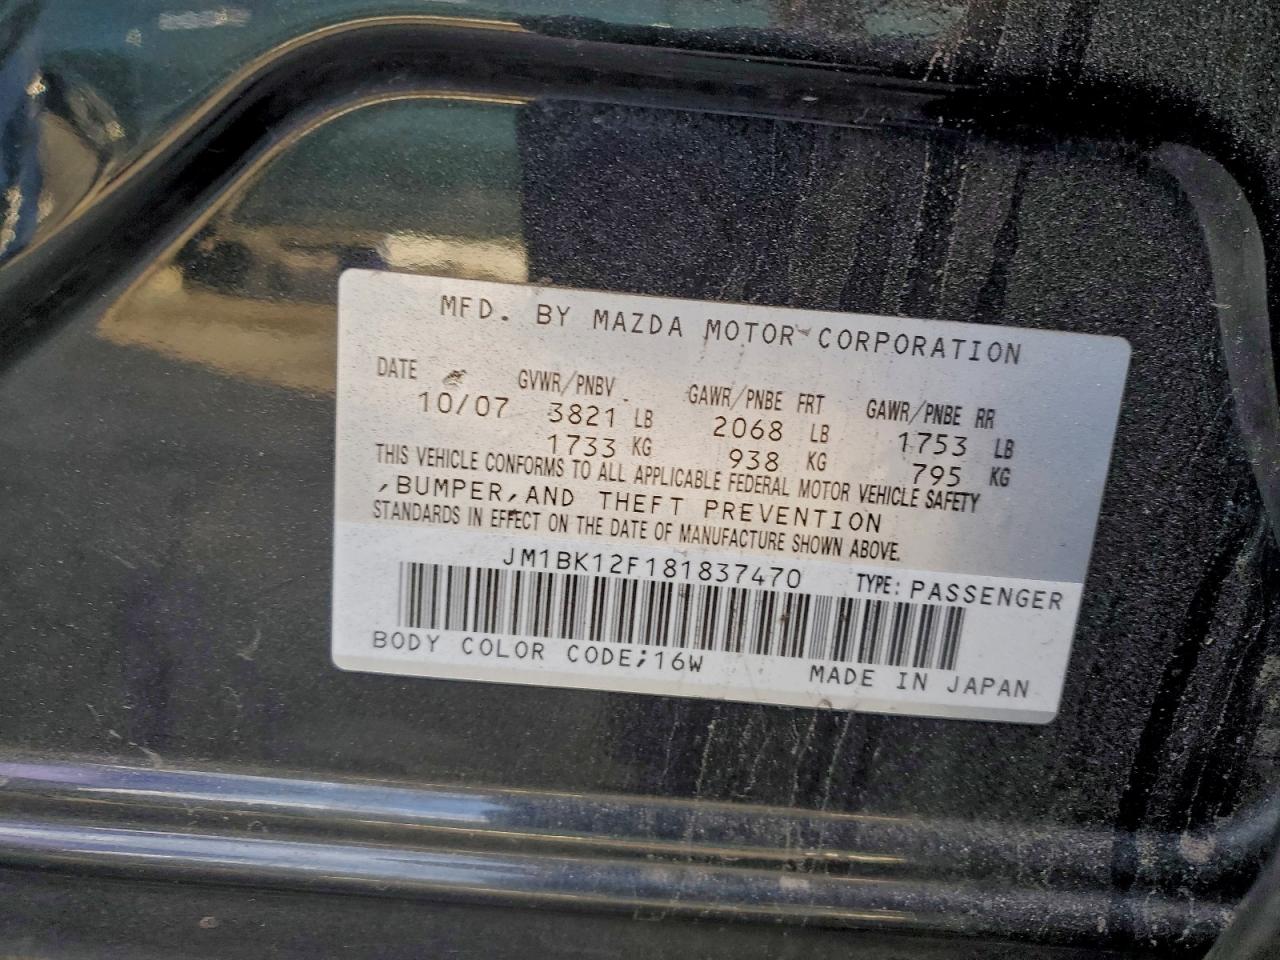 MFD. BY MAZDA MOTOR CORPORATION
DATE GVWR/PNBV GAWR/PNBE FRT GAWR/PNBE RR
10/07 3821 LB 2068 LB 1753 LB
1733 KG 938 KG 795 KG
THIS VEHICLE CONFORMS TO ALL APPLICABLE FEDERAL MOTOR VEHICLE SAFETY
,BUMPER,AND THEFT PREVENTION
STANDARDS IN EFFECT ON THE DATE OF MANUFACTURE SHOWN ABOVE.
JM1BK12F181837470 TYPE: PASSENGER
BODY COLOR CODE;16W MADE IN JAPAN